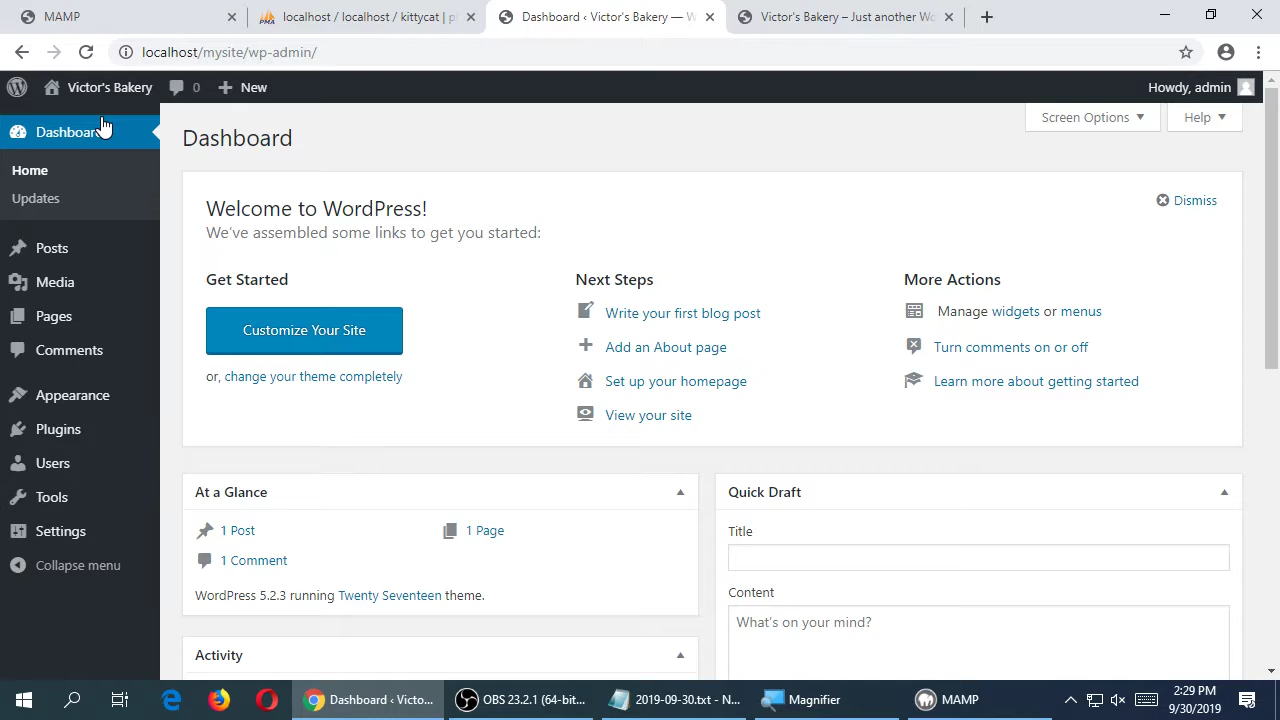 MAMP
localhost / localhost / kittycat | p
Dashboard ‹ Victor's Bakery — W
Victor's Bakery – Just another Wo
localhost/mysite/wp-admin/
Victor's Bakery
0
New
Howdy, admin
Dashboard
Home
Updates
Posts
Media
Pages
Comments
Appearance
Plugins
Users
Tools
Settings
Collapse menu
Screen Options
Help
Dashboard
Welcome to WordPress!
Dismiss
We've assembled some links to get you started:
Get Started
Customize Your Site
or, change your theme completely
Next Steps
Write your first blog post
Add an About page
Set up your homepage
View your site
More Actions
Manage widgets or menus
Turn comments on or off
Learn more about getting started
At a Glance
1 Post
1 Page
1 Comment
WordPress 5.2.3 running Twenty Seventeen theme.
Activity
Quick Draft
Title
Content
What's on your mind?
Dashboard ‹ Victo...
OBS 23.2.1 (64-bit...
2019-09-30.txt - N...
Magnifier
MAMP
2:29 PM
9/30/2019